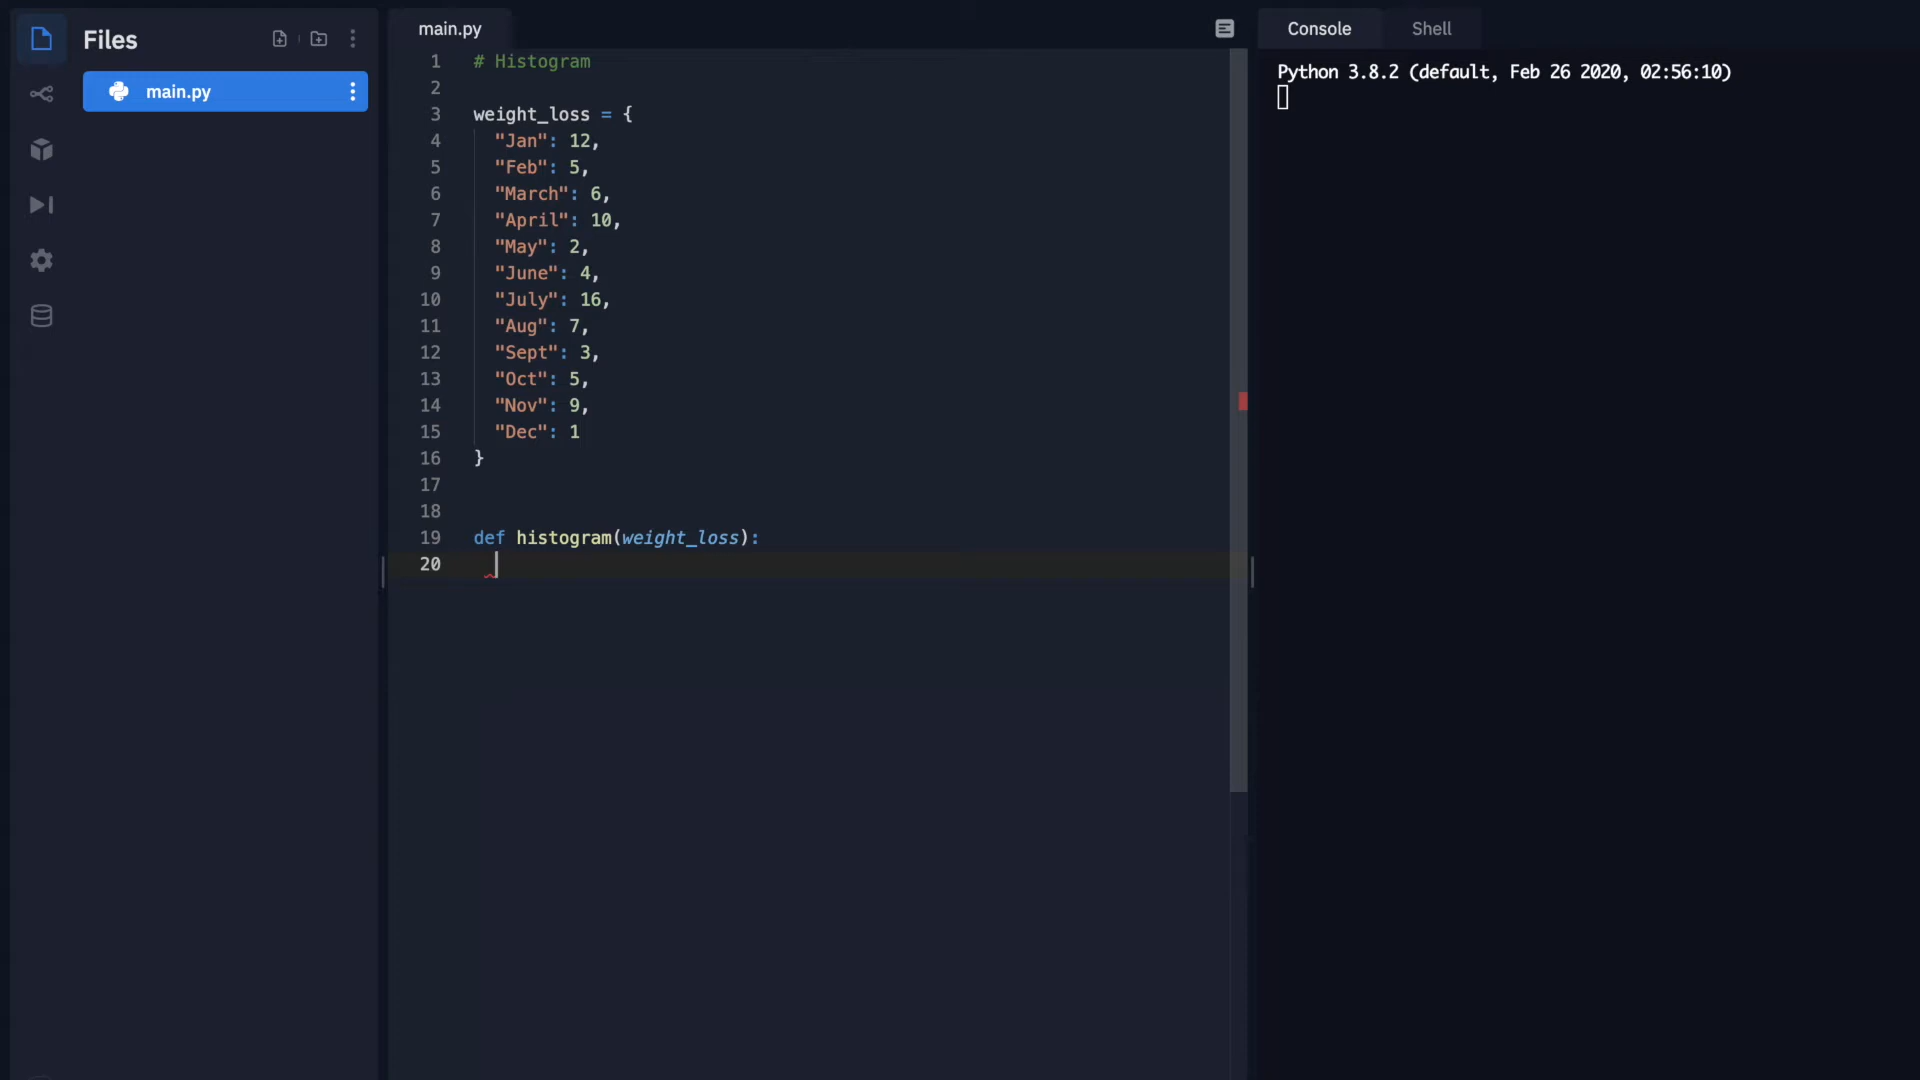 Files
main.py
main.py
1 # Histogram
2
3 weight_loss = {
4 "Jan": 12,
5 "Feb": 5,
6 "March": 6,
7 "April": 10,
8 "May": 2,
9 "June": 4,
10 "July": 16,
11 "Aug": 7,
12 "Sept": 3,
13 "Oct": 5,
14 "Nov": 9,
15 "Dec": 1
16 }
17
18
19 def histogram(weight_loss):
20
Console Shell
Python 3.8.2 (default, Feb 26 2020, 02:56:10)